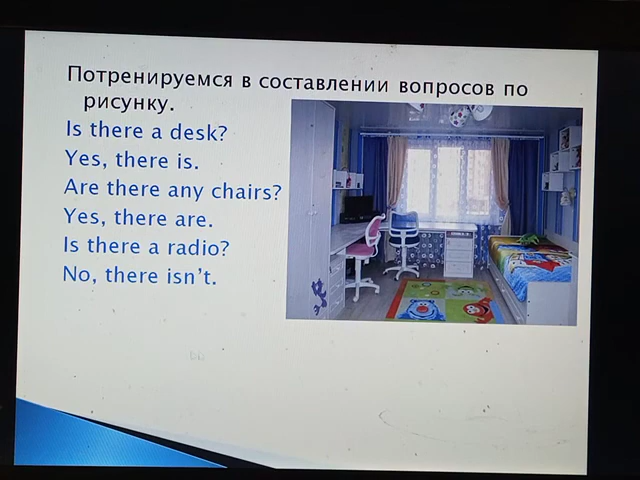 Потренируемся в составлении вопросов по
рисунку.
Is there a desk?
Yes, there is.
Are there any chairs?
Yes, there are.
Is there a radio?
No, there isn't.